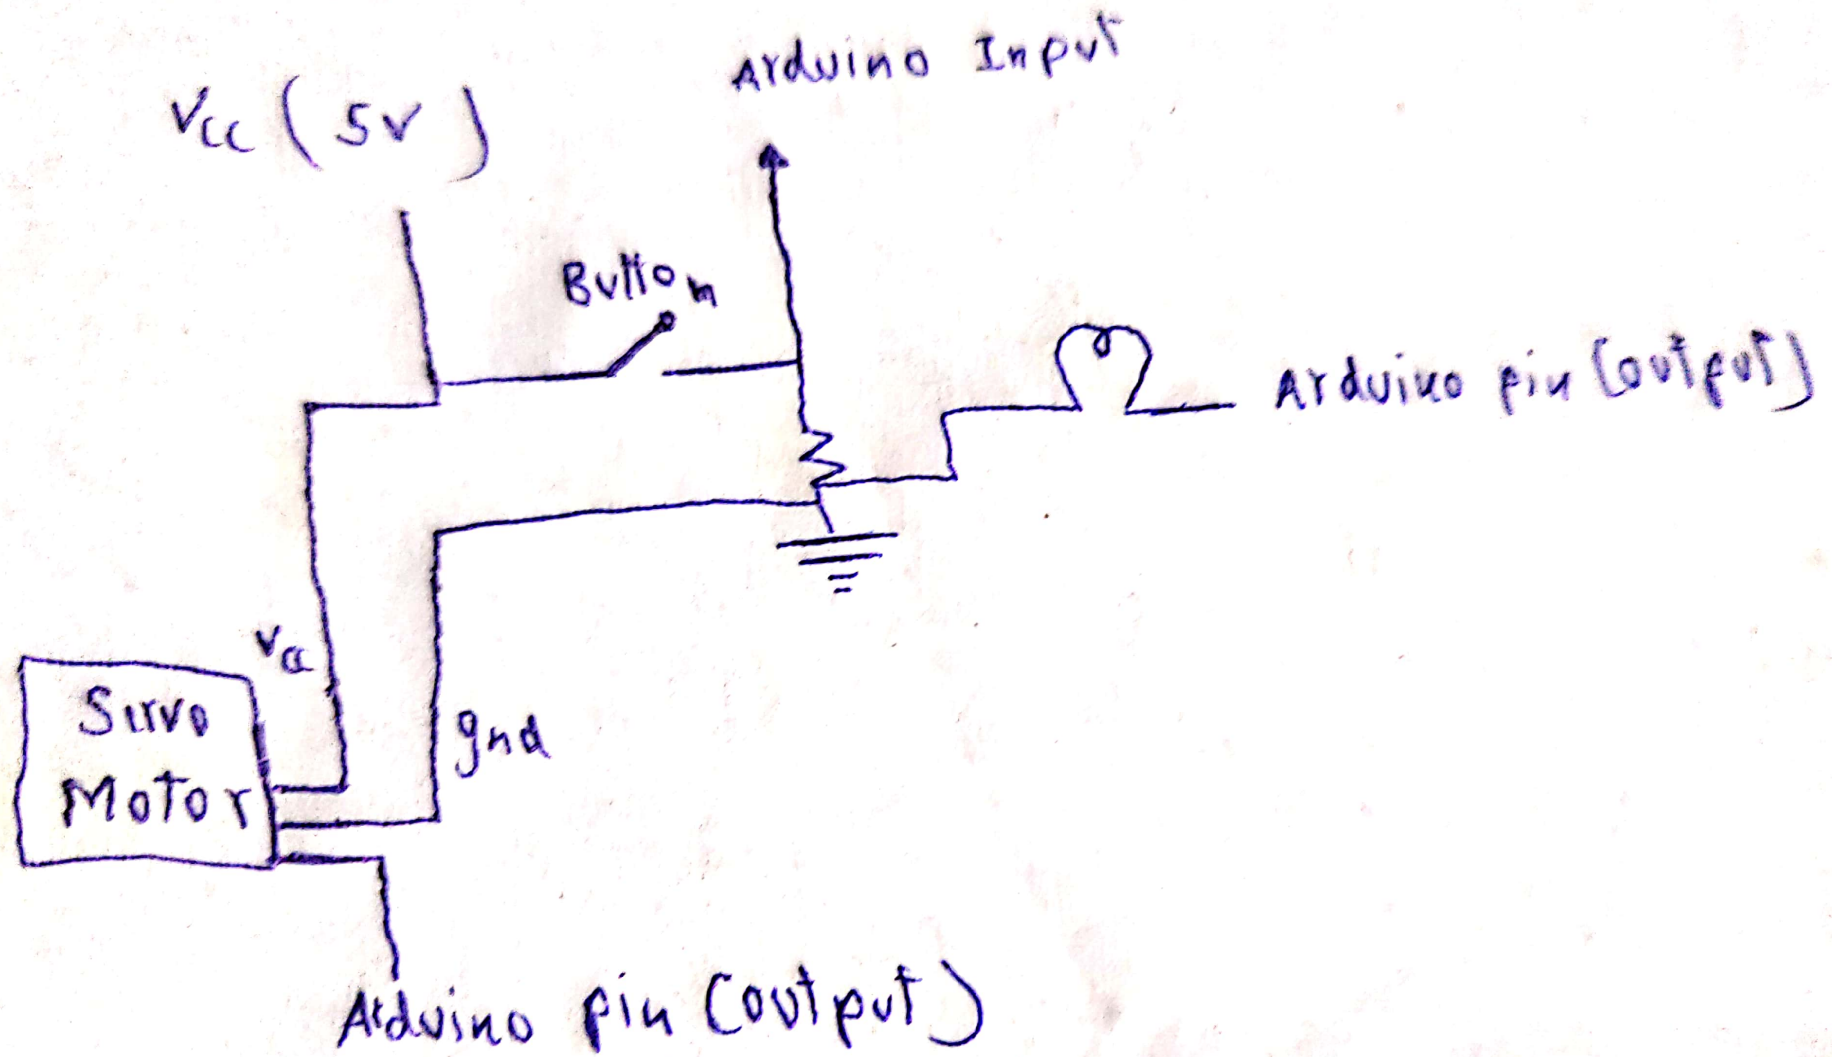 Arduino Input
Vcc (5V)
Button
Arduino pin (output)
Vcc
Servo
Motor
gnd
Arduino pin (output)